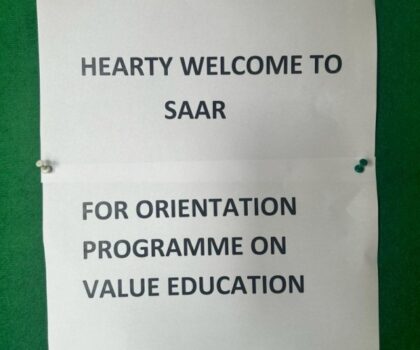 HEARTY WELCOME TO
SAAR
FOR ORIENTATION
PROGRAMME ON
VALUE EDUCATION